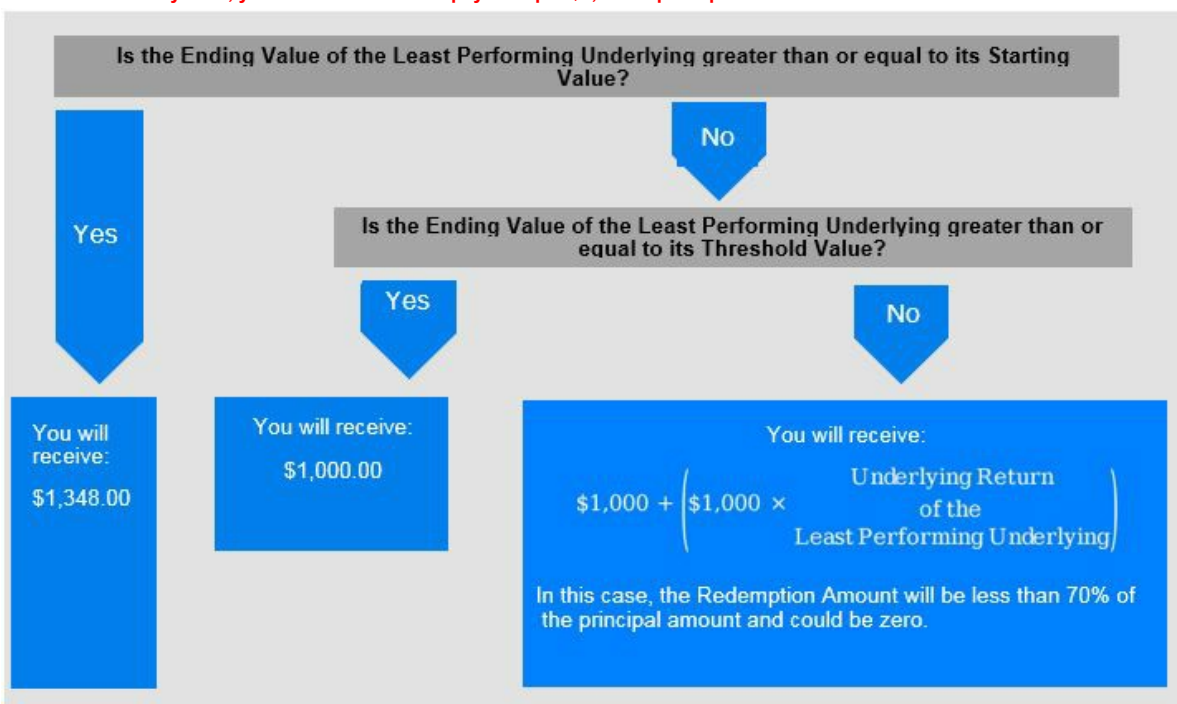 Is the Ending Value of the Least Performing Underlying greater than or equal to its Starting
Value?
No
Yes
Is the Ending Value of the Least Performing Underlying greater than or
equal to its Threshold Value?
Yes
No
You will
receive:
$1,348.00
You will receive:
$1,000.00
You will receive:
$1,000 + ($1,000 × Underlying Return
of the
Least Performing Underlying)
In this case, the Redemption Amount will be less than 70% of
the principal amount and could be zero.